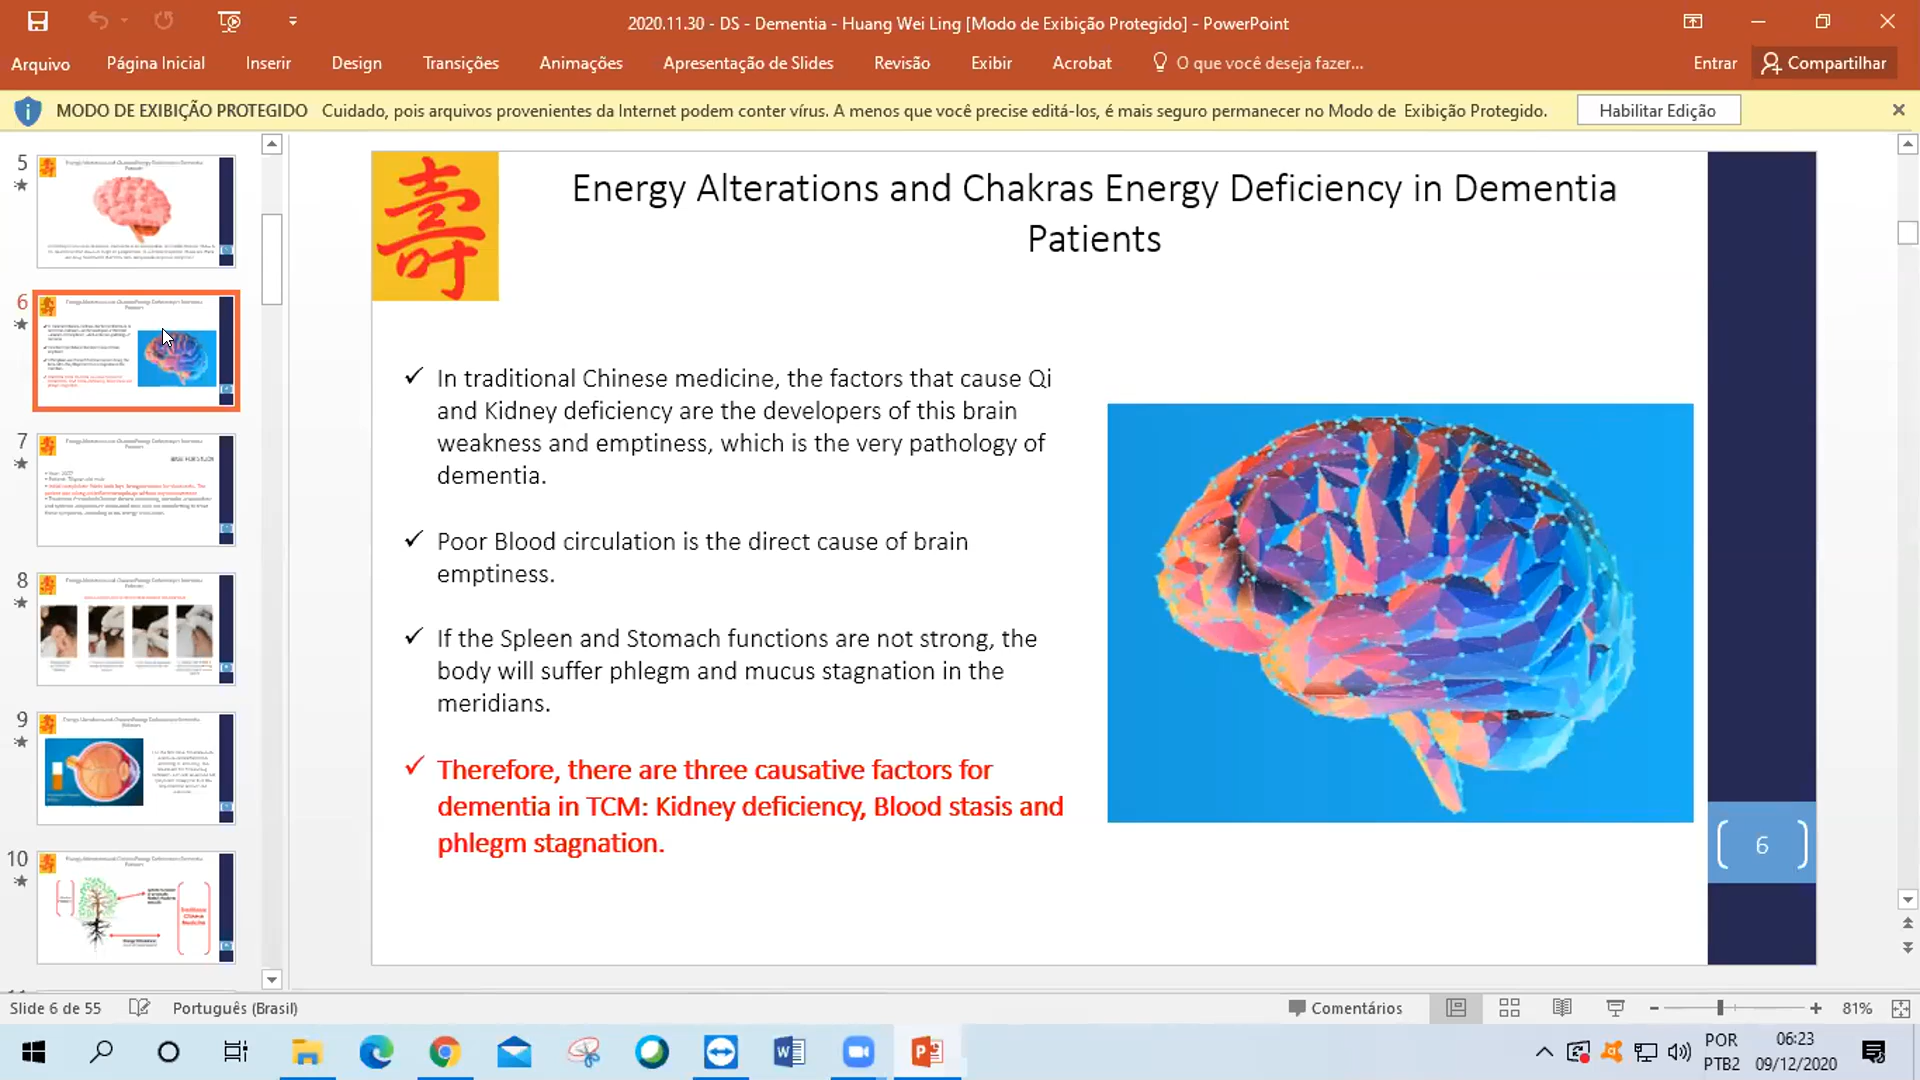 2020.11.30 - DS - Dementia - Huang Wei Ling [Modo de Exibição Protegido] - PowerPoint
Arquivo Página Inicial Inserir Design Transições Animações Apresentação de Slides Revisão Exibir Acrobat O que você deseja fazer... Entrar Compartilhar
MODO DE EXIBIÇÃO PROTEGIDO Cuidado, pois arquivos provenientes da Internet podem conter vírus. A menos que você precise editá-los, é mais seguro permanecer no Modo de Exibição Protegido. Habilitar Edição
5
6
7
8
9
10
壽
Energy Alterations and Chakras Energy Deficiency in Dementia
Patients
✓ In traditional Chinese medicine, the factors that cause Qi
and Kidney deficiency are the developers of this brain
weakness and emptiness, which is the very pathology of
dementia.
✓ Poor Blood circulation is the direct cause of brain
emptiness.
✓ If the Spleen and Stomach functions are not strong, the
body will suffer phlegm and mucus stagnation in the
meridians.
✓ Therefore, there are three causative factors for
dementia in TCM: Kidney deficiency, Blood stasis and
phlegm stagnation.
6
Slide 6 de 55 Português (Brasil) Comentários 81%
POR 06:23
PTB2 09/12/2020